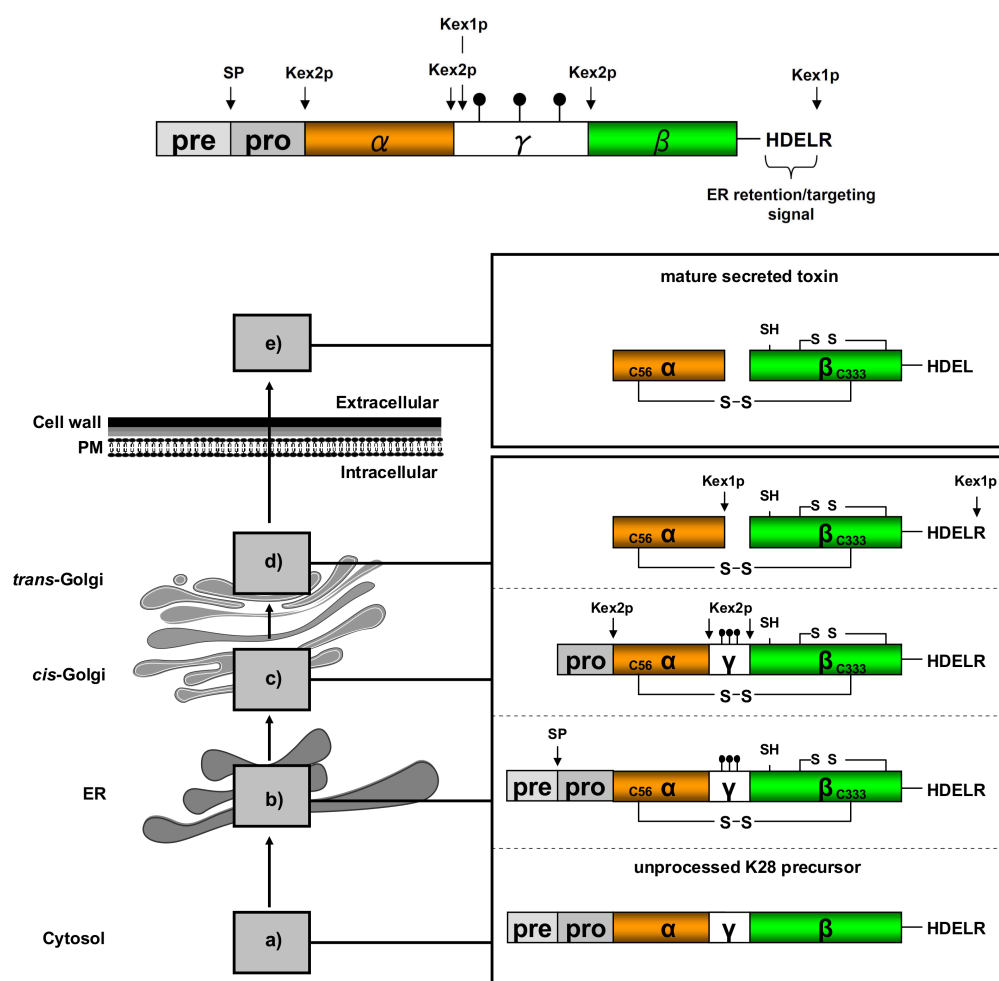 Kex1p
SP Kex2p Kex2p Kex2p Kex1p
pre pro α γ β HDELR
ER retention/targeting
signal
mature secreted toxin
e)
SH S S
C56 α β C333 HDEL
S-S
Extracellular
Cell wall
PM
Intracellular
Kex1p SH S S Kex1p
d)
C56 α β C333 HDELR
S-S
trans-Golgi
Kex2p Kex2p SH S S
cis-Golgi
c)
pro C56 α γ β C333 HDELR
S-S
SP SH S S
ER
b)
pre pro C56 α γ β C333 HDELR
S-S
unprocessed K28 precursor
Cytosol
a)
pre pro α γ β HDELR